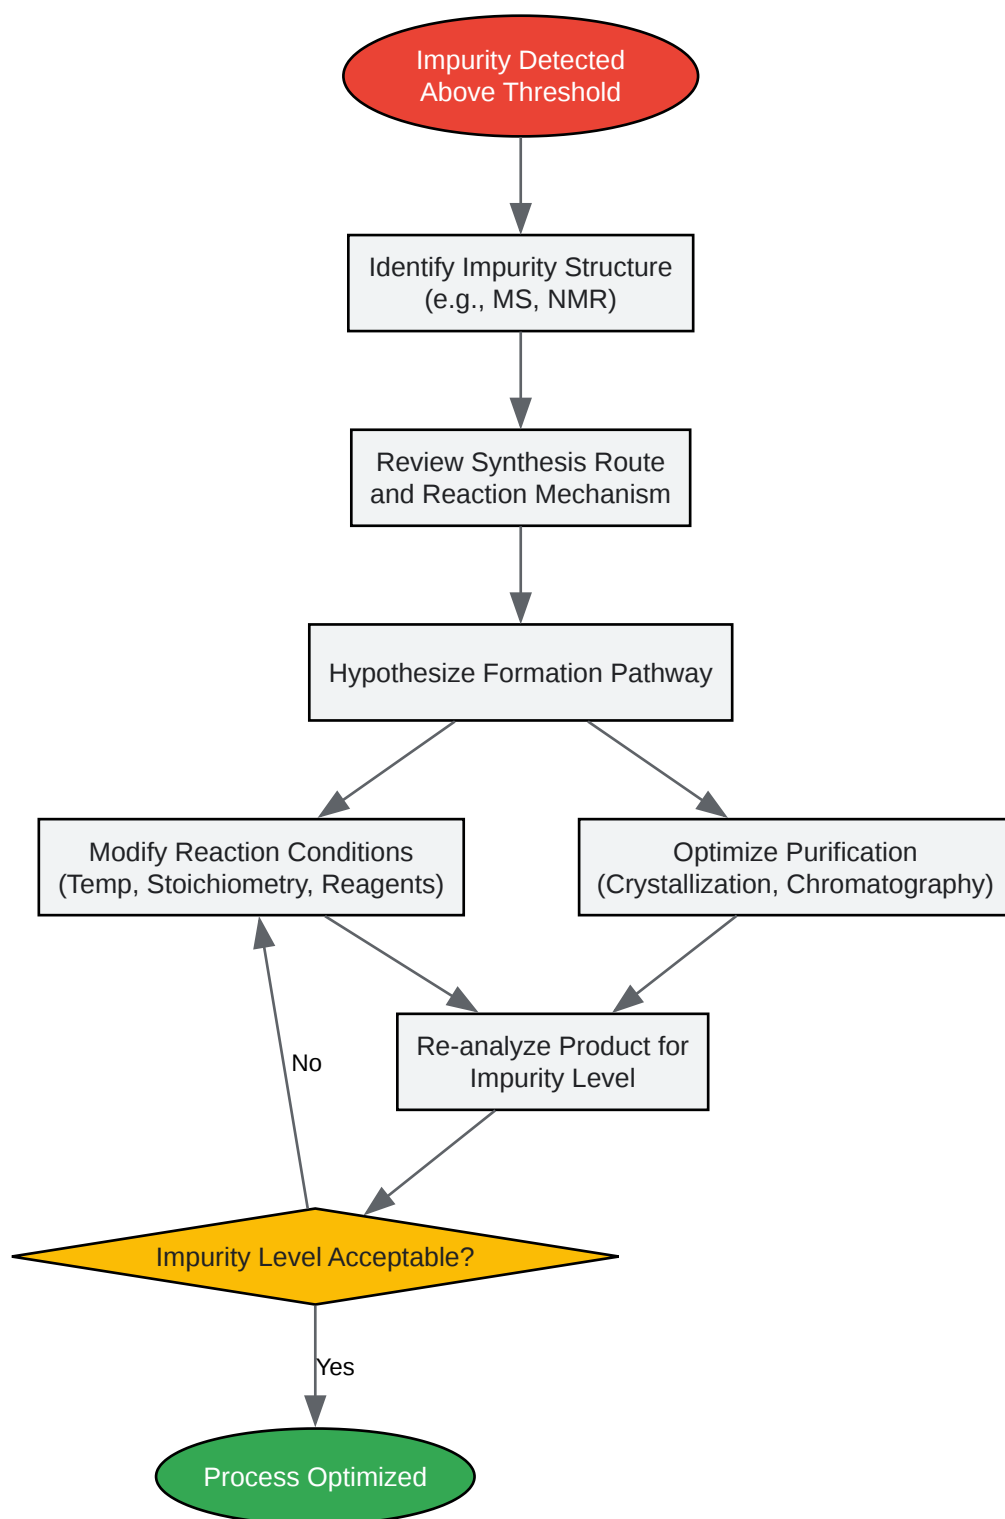 Impurity Detected
Above Threshold
Identify Impurity Structure
(e.g., MS, NMR)
Review Synthesis Route
and Reaction Mechanism
Hypothesize Formation Pathway
Modify Reaction Conditions
(Temp, Stoichiometry, Reagents)
Optimize Purification
(Crystallization, Chromatography)
Re-analyze Product for
Impurity Level
No
Impurity Level Acceptable?
Yes
Process Optimized